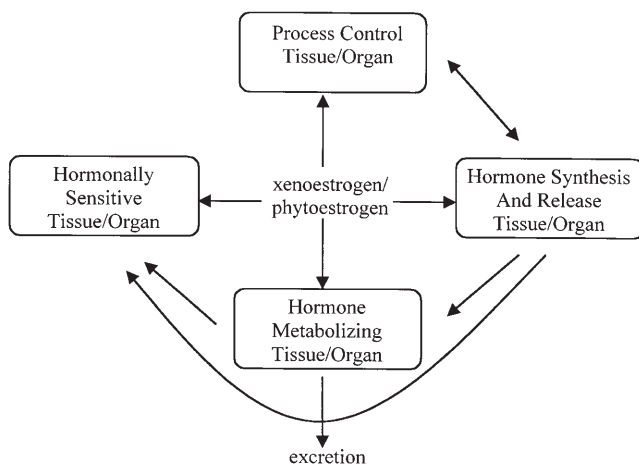 Process Control
Tissue/Organ
Hormonally
Sensitive
Tissue/Organ
xenoestrogen/
phytoestrogen
Hormone Synthesis
And Release
Tissue/Organ
Hormone
Metabolizing
Tissue/Organ
excretion